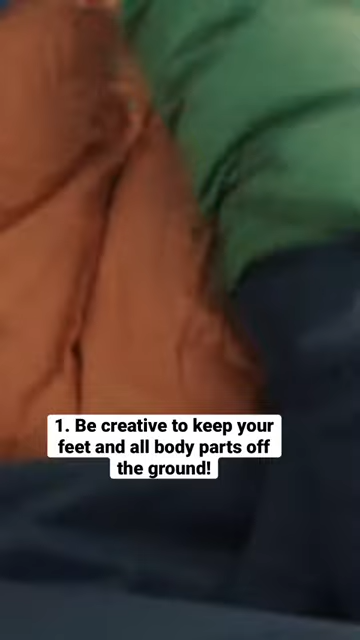 1. Be creative to keep your
feet and all body parts off
the ground!